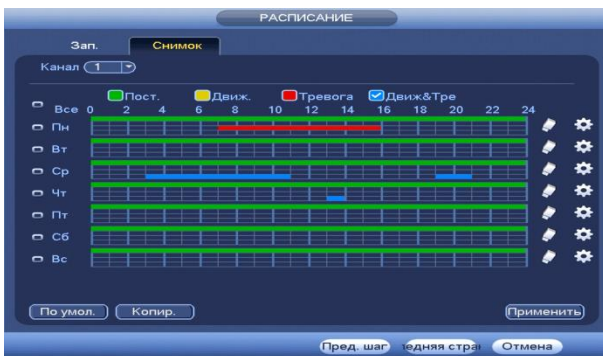 РАСПИСАНИЕ
Зап. Снимок
Канал 1
Пост. Движ. Тревога Движ&Тре
Все 0 2 4 6 8 10 12 14 16 18 20 22 24
Пн
Вт
Ср
Чт
Пт
Сб
Вс
По умол. Копир. Применить
Пред. шаг едняя стра Отмена